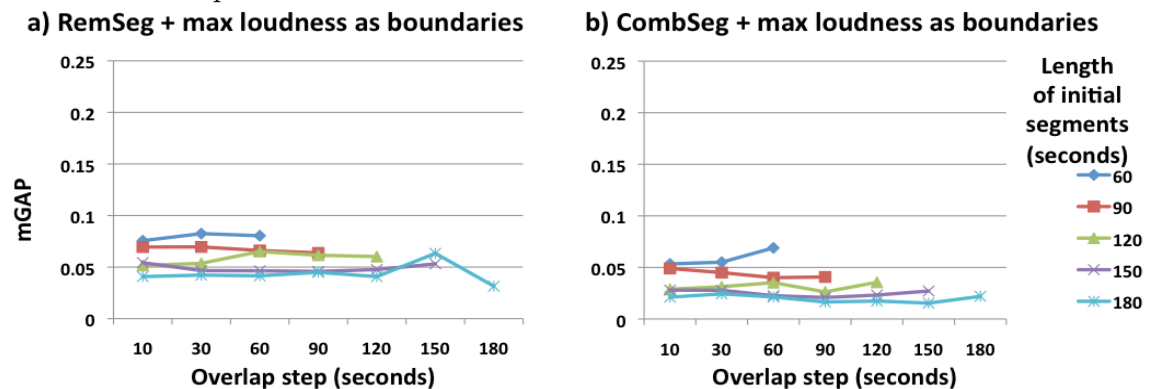 a) RemSeg + max loudness as boundaries
0.25
0.2
0.15
0.1
0.05
0
mGAP
10 30 60 90 120 150 180
Overlap step (seconds)
b) CombSeg + max loudness as boundaries
0.25
0.2
0.15
0.1
0.05
0
10 30 60 90 120 150 180
Overlap step (seconds)
Length
of initial
segments
(seconds)
60
90
120
150
180